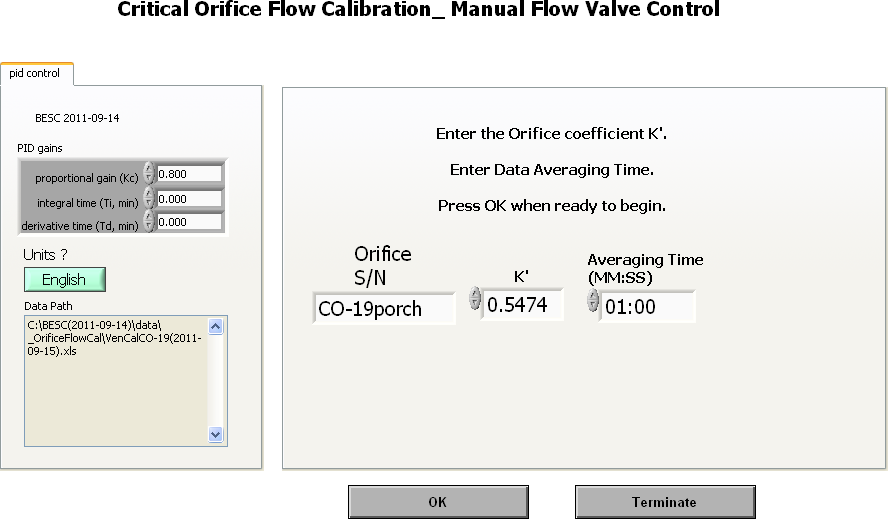 Critical Orifice Flow Calibration_ Manual Flow Valve Control
pid control
BESC 2011-09-14
PID gains
proportional gain (Kc) 0.800
integral time (Ti, min) 0.000
derivative time (Td, min) 0.000
Units ?
English
Data Path
C:\BESC(2011-09-14)\data\
_OrificeFlowCal\VenCalCO-19(2011-
09-15).xls
Enter the Orifice coefficient K'.
Enter Data Averaging Time.
Press OK when ready to begin.
Orifice
S/N
CO-19porch
K'
0.5474
Averaging Time
(MM:SS)
01:00
OK
Terminate